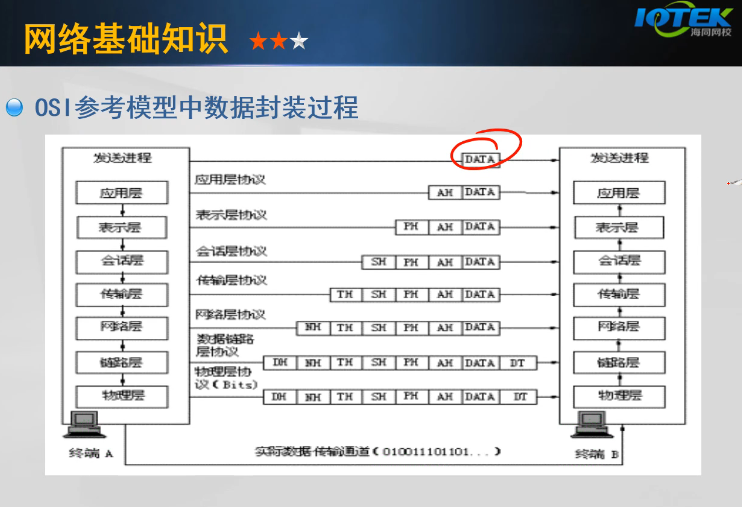 网络基础知识
IOTEK
海同网校
OSI参考模型中数据封装过程
发送进程
DATA
发送进程
应用层协议
应用层
AH DATA
应用层
表示层协议
表示层
PH AH DATA
表示层
会话层协议
会话层
SH PH AH DATA
会话层
传输层协议
传输层
TH SH PH AH DATA
传输层
网络层协议
网络层
NH TH SH PH AH DATA
网络层
数据链路
层协议
链路层
DH NH TH SH PH AH DATA DT
链路层
物理层协
议(Bits)
物理层
DH NH TH SH PH AH DATA DT
物理层
终端 A
实际数据传输通道(010011101101...)
终端 B